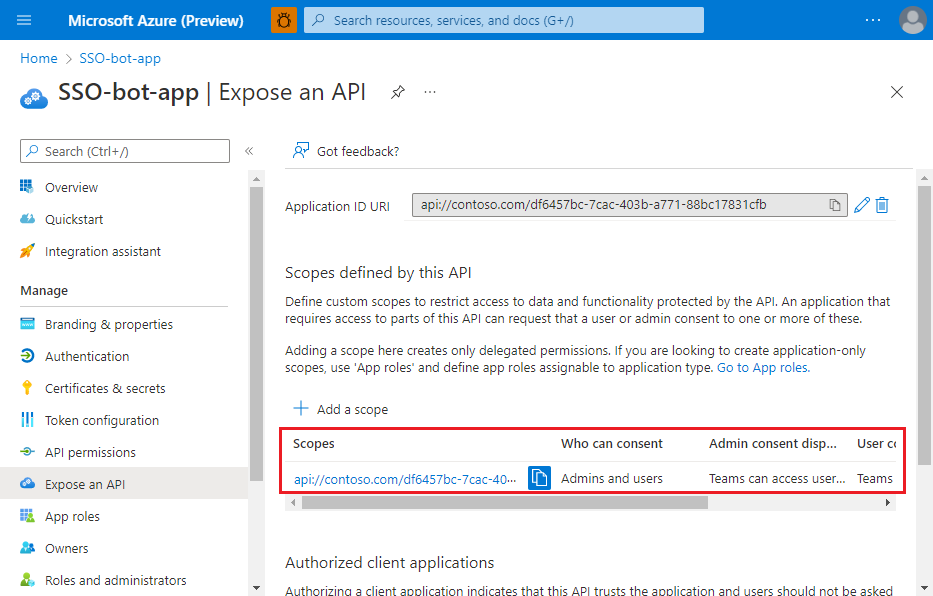 Microsoft Azure (Preview)
Search resources, services, and docs (G+/)
Home > SSO-bot-app
SSO-bot-app | Expose an API
Search (Ctrl+/)
Overview
Quickstart
Integration assistant
Manage
Branding & properties
Authentication
Certificates & secrets
Token configuration
API permissions
Expose an API
App roles
Owners
Roles and administrators
Got feedback?
Application ID URI
api://contoso.com/df6457bc-7cac-403b-a771-88bc17831cfb
Scopes defined by this API
Define custom scopes to restrict access to data and functionality protected by the API. An application that
requires access to parts of this API can request that a user or admin consent to one or more of these.
Adding a scope here creates only delegated permissions. If you are looking to create application-only
scopes, use 'App roles' and define app roles assignable to application type. Go to App roles.
Add a scope
Scopes Who can consent Admin consent disp... User co
api://contoso.com/df6457bc-7cac-40... Admins and users Teams can access user... Teams
Authorized client applications
Authorizing a client application indicates that this API trusts the application and users should not be asked